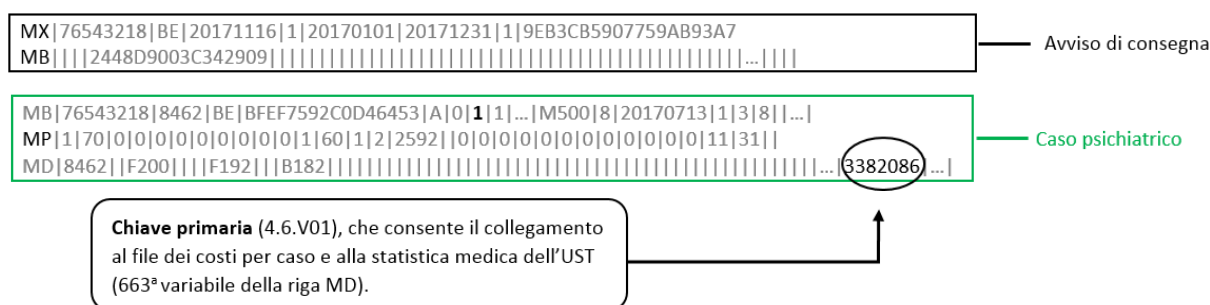 MX|76543218|BE|20171116|1|20170101|20171231|1|9EB3CB5907759AB93A7
MB||||2448D9003C342909||||||||||||||||||||||||||||||||||||||||||||||||...||||
Avviso di consegna
MB|76543218|8462|BE|BFEF7592C0D46453|A|0|1|1|...|M500|8|20170713|1|3|8||...|
MP|1|70|0|0|0|0|0|0|0|0|1|60|1|2|2592||0|0|0|0|0|0|0|0|0|0|0|11|31||
Caso psichiatrico
MD|8462||F200||||F192|||B182||||||||||||||||||||||||||||||||||||||||||||||||||...|3382086|...|
Chiave primaria (4.6.V01), che consente il collegamento
al file dei costi per caso e alla statistica medica dell'UST
(663ª variabile della riga MD).